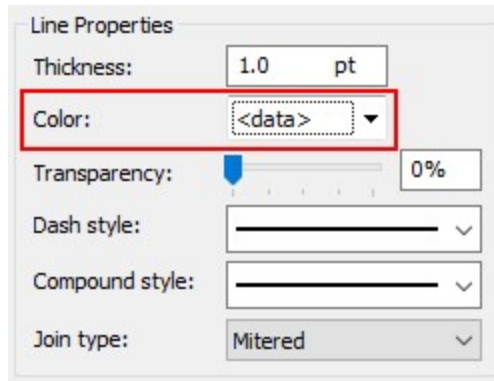 Line Properties
Thickness: 1.0 pt
Color: <data>
Transparency: 0%
Dash style:
Compound style:
Join type: Mitered